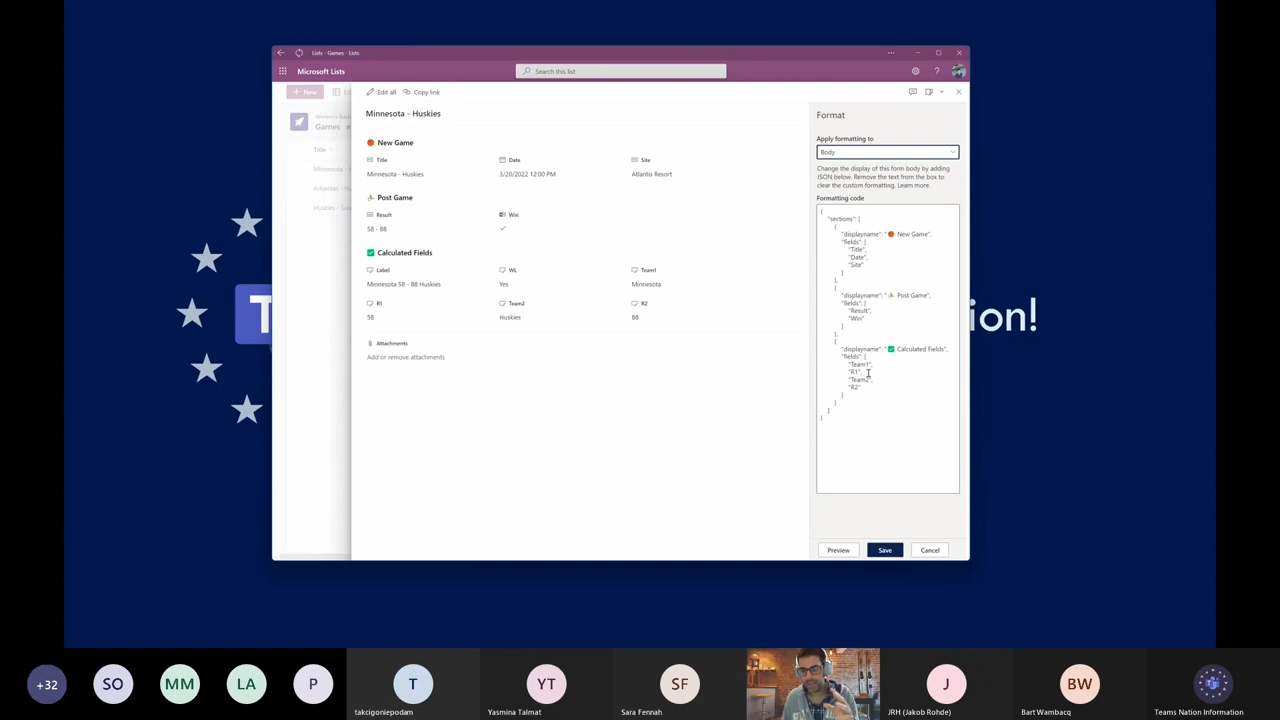 Lists - Games - Lists
Microsoft Lists
Search this list
New
Edit all
Copy link
Games
Title
Minnesota - Huskies
New Game
Title
Date
Site
Minnesota - Huskies
3/20/2022 12:00 PM
Atlantis Resort
Post Game
Result
Win
58 - 88
Calculated Fields
Label
WL
Team1
Minnesota 58 - 88 Huskies
Yes
Minnesota
R1
Team2
R2
58
Huskies
88
Attachments
Add or remove attachments
Format
Apply formatting to
Body
Change the display of this form body by adding
JSON below. Remove the text from the box to
clear the custom formatting. Learn more.
Formatting code
{
"sections": [
{
"displayname": "🏀 New Game",
"fields": [
"Title",
"Date",
"Site"
]
},
{
"displayname": "⛹ Post Game",
"fields": [
"Result",
"Win"
]
},
{
"displayname": "✅ Calculated Fields",
"fields": [
"Team1",
"R1",
"Team2",
"R2"
]
}
]
}
Preview
Save
Cancel
T
ion!
+32
SO
MM
LA
P
T
YT
SF
J
BW
takcigoniepodam
Yasmina Talmat
Sara Fennah
JRH (Jakob Rohde)
Bart Wambacq
Teams Nation Information